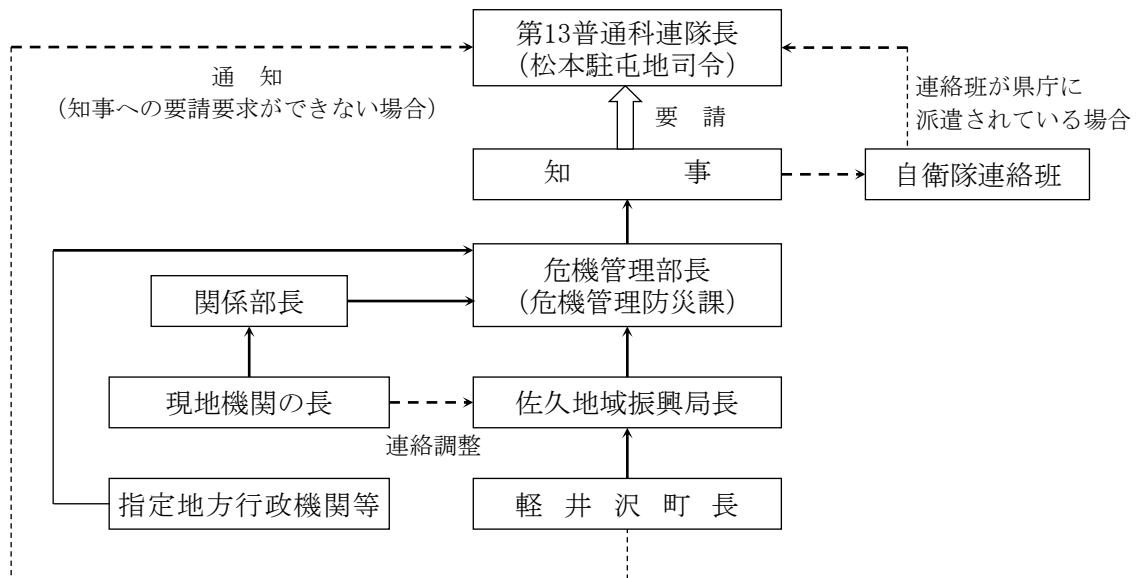 第13普通科連隊長
(松本駐屯地司令)
通　知
(知事への要請要求ができない場合)
連絡班が県庁に
派遣されている場合
要　請
知　　　事
自衛隊連絡班
危機管理部長
(危機管理防災課)
関係部長
現地機関の長
佐久地域振興局長
連絡調整
指定地方行政機関等
軽　井　沢　町　長